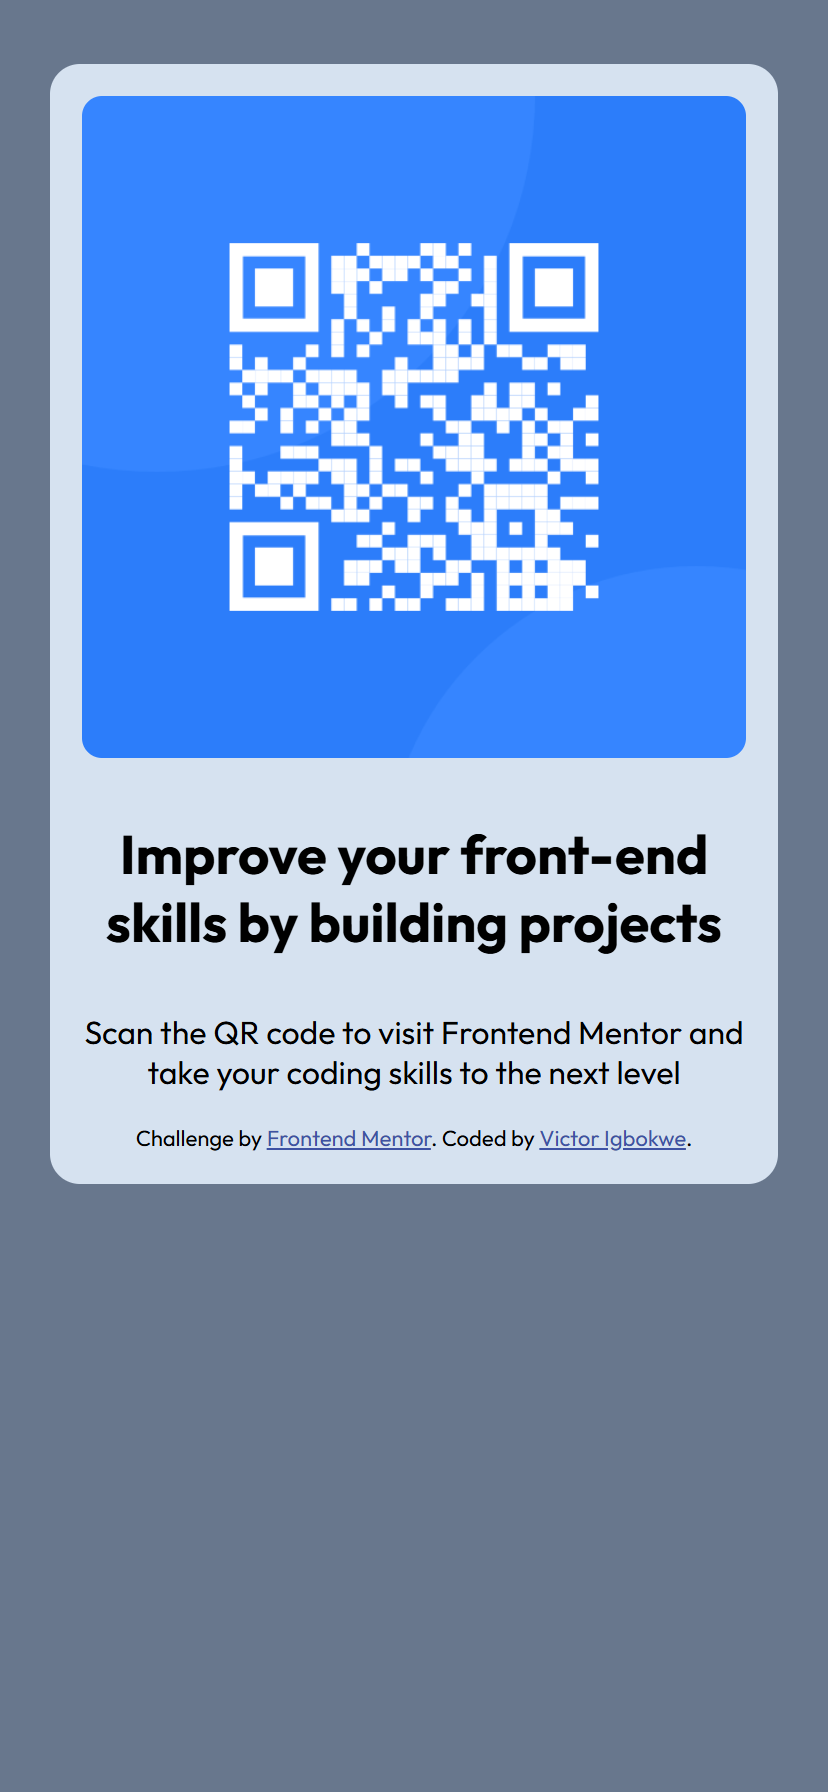 Improve your front-end
skills by building projects
Scan the QR code to visit Frontend Mentor and
take your coding skills to the next level
Challenge by Frontend Mentor. Coded by Victor Igbokwe.